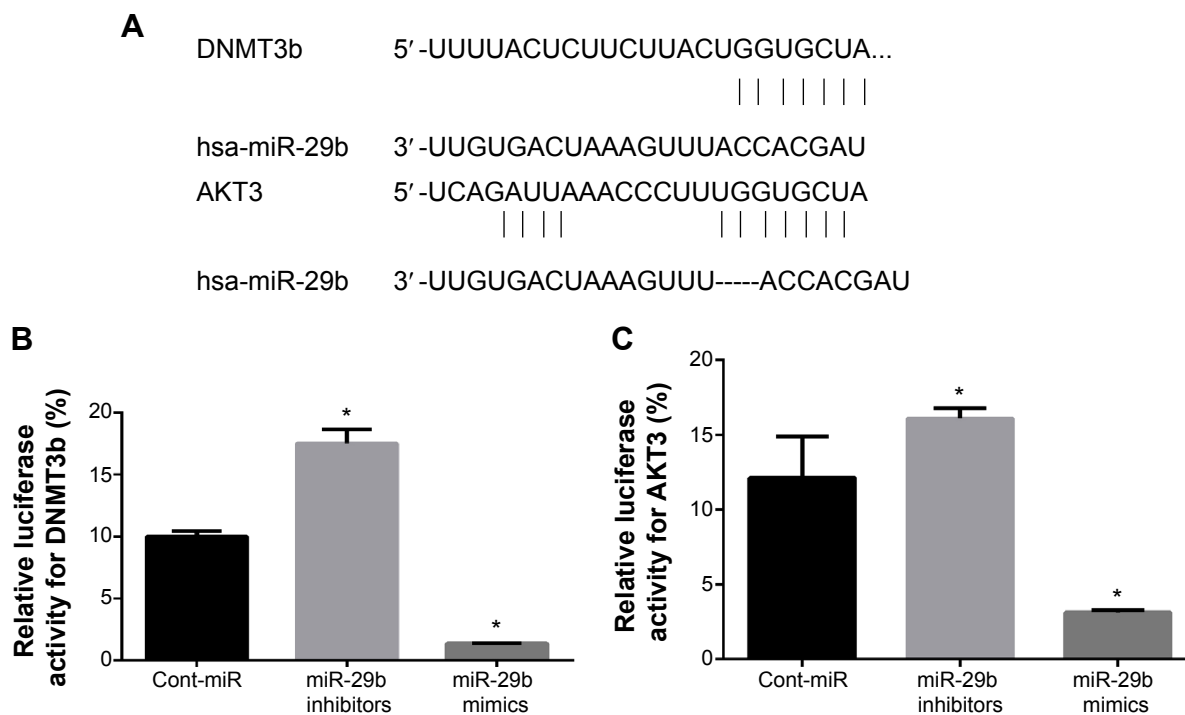 A
DNMT3b 5′-UUUUACUCUUCUUACUGGUGCUA...
hsa-miR-29b 3′-UUGUGACUAAAGUUUACCACGAU
AKT3 5′-UCAGAUUAAACCCUUUGGUGCUA
hsa-miR-29b 3′-UUGUGACUAAAGUUU-----ACCACGAU
B
Relative luciferase
activity for DNMT3b (%)
20
15
10
5
0
*
*
Cont-miR
miR-29b
inhibitors
miR-29b
mimics
C
Relative luciferase
activity for AKT3 (%)
20
15
10
5
0
*
*
Cont-miR
miR-29b
inhibitors
miR-29b
mimics